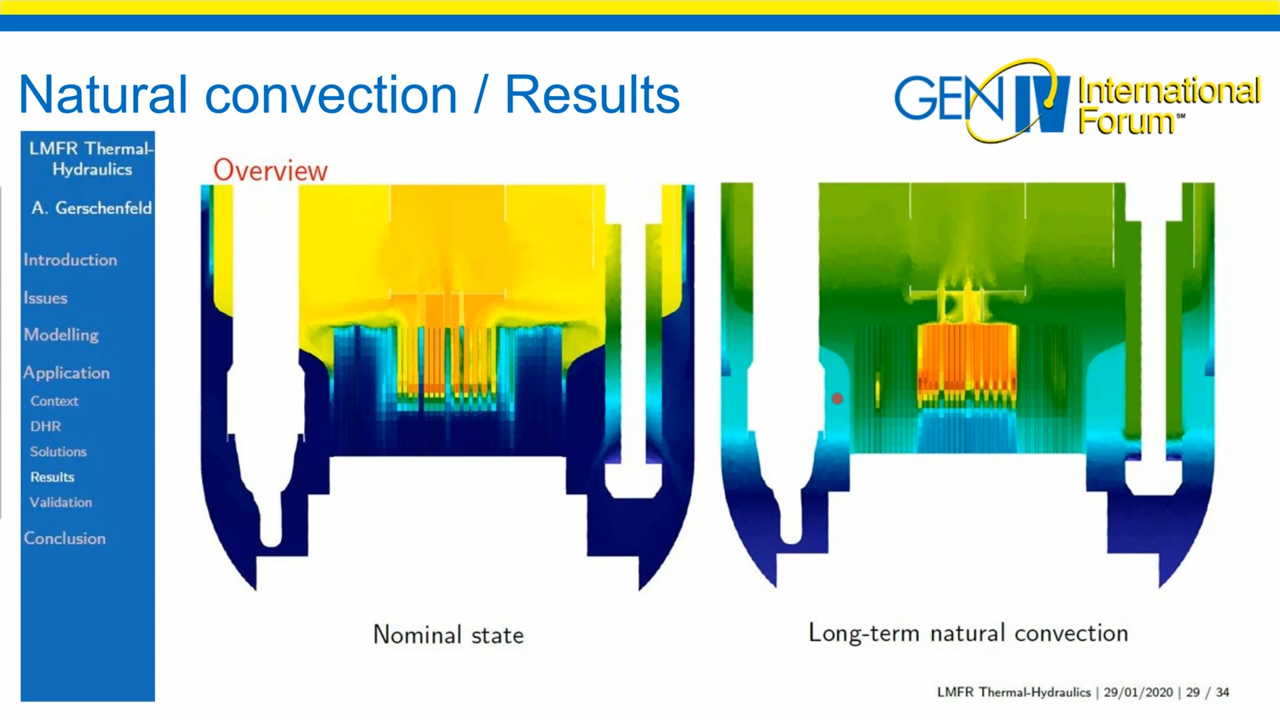 Natural convection / Results
GEN IV International
Forum℠
LMFR Thermal-
Hydraulics
A. Gerschenfeld
Introduction
Issues
Modelling
Application
Context
DHR
Solutions
Results
Validation
Conclusion
Overview
Nominal state
Long-term natural convection
LMFR Thermal-Hydraulics | 29/01/2020 | 29 / 34